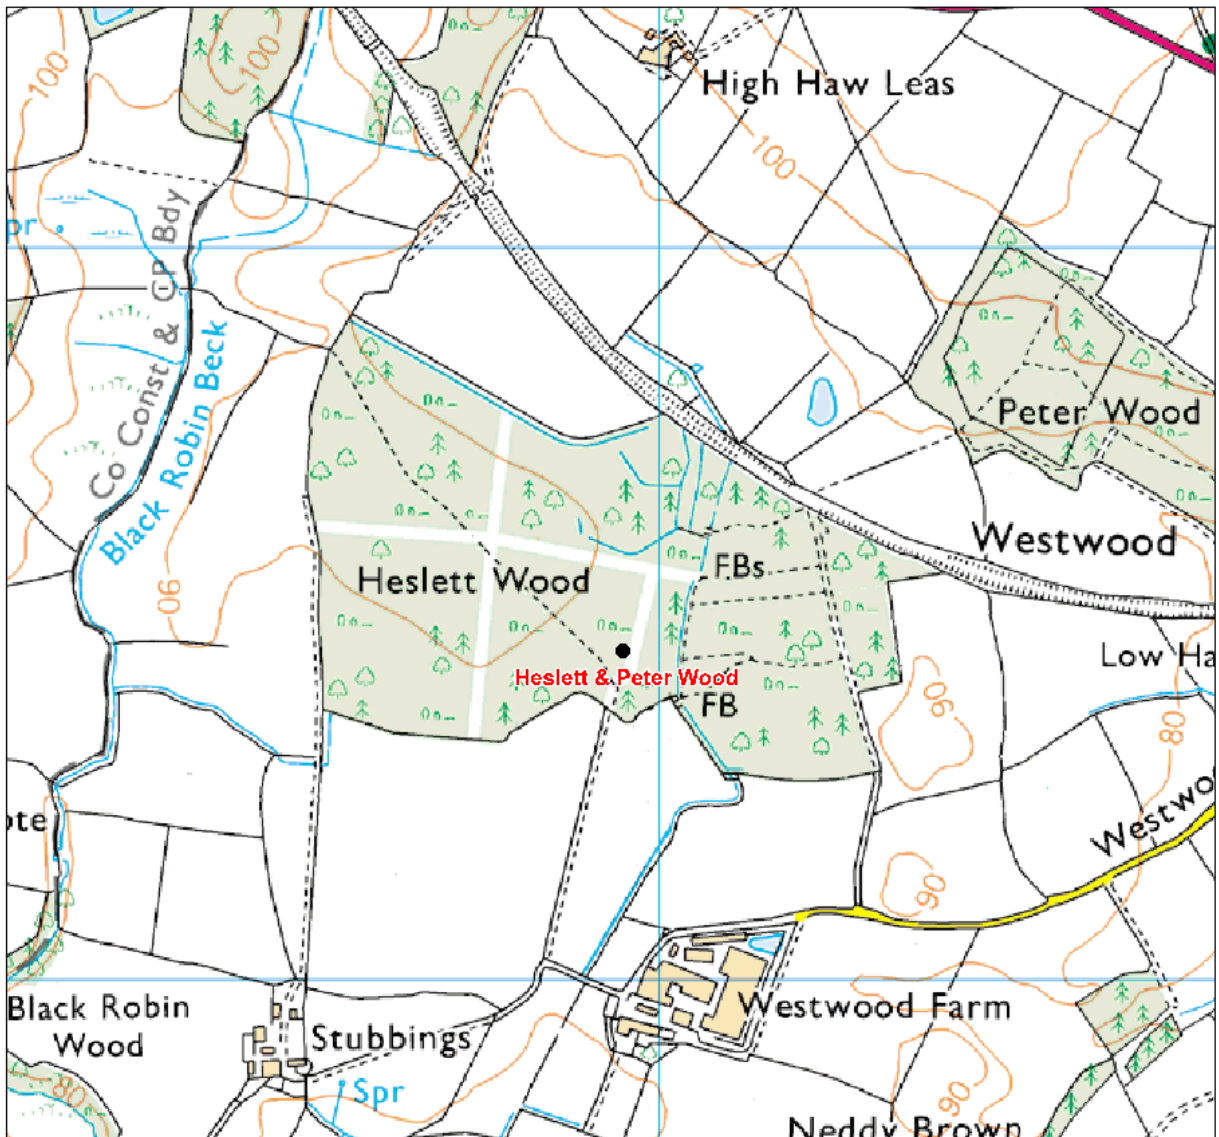 100
100
High Haw Leas
100
pr
Co Const & CP Bdy
Black Robin Beck
Peter Wood
Westwood
FBs
Heslett Wood
90
Low Ha
Heslett & Peter Wood
FB
90
80
ote
Westwo
90
Black Robin
Wood
Westwood Farm
Stubbings
80
Spr
90
Neddy Brown